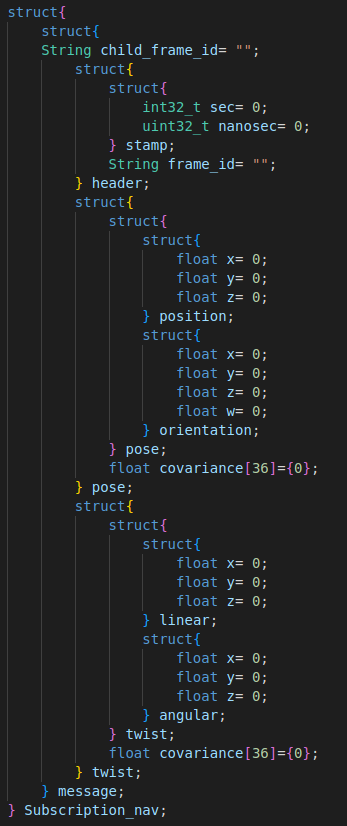 struct{
    struct{
    String child_frame_id= "";
        struct{
            struct{
                int32_t sec= 0;
                uint32_t nanosec= 0;
            } stamp;
            String frame_id= "";
        } header;
        struct{
            struct{
                struct{
                    float x= 0;
                    float y= 0;
                    float z= 0;
                } position;
                struct{
                    float x= 0;
                    float y= 0;
                    float z= 0;
                    float w= 0;
                } orientation;
            } pose;
            float covariance[36]={0};
        } pose;
        struct{
            struct{
                struct{
                    float x= 0;
                    float y= 0;
                    float z= 0;
                } linear;
                struct{
                    float x= 0;
                    float y= 0;
                    float z= 0;
                } angular;
            } twist;
            float covariance[36]={0};
        } twist;
    } message;
} Subscription_nav;